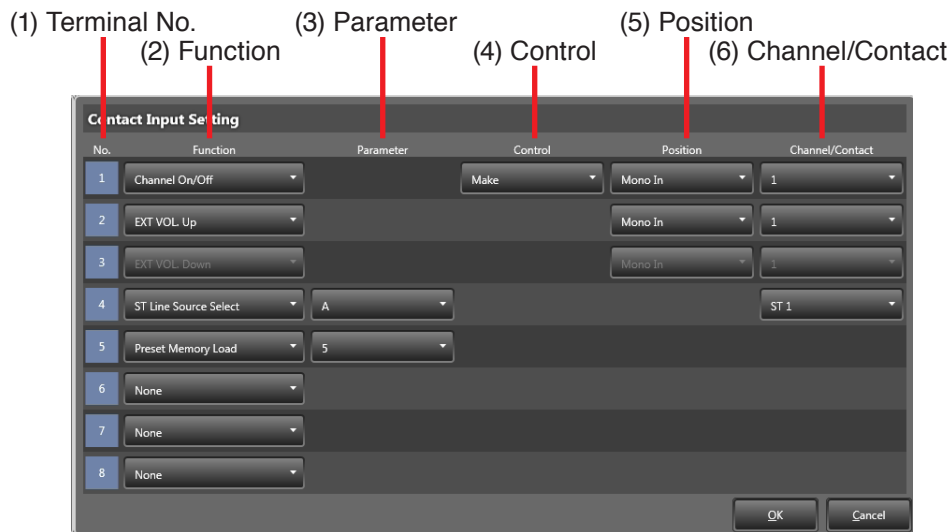 (1) Terminal No. (3) Parameter (5) Position
(2) Function (4) Control (6) Channel/Contact
Contact Input Setting
No. Function Parameter Control Position Channel/Contact
1 Channel On/Off Make Mono In 1
2 EXT VOL. Up Mono In 1
3 EXT VOL. Down Mono In 1
4 ST Line Source Select A ST 1
5 Preset Memory Load 5
6 None
7 None
8 None
OK Cancel